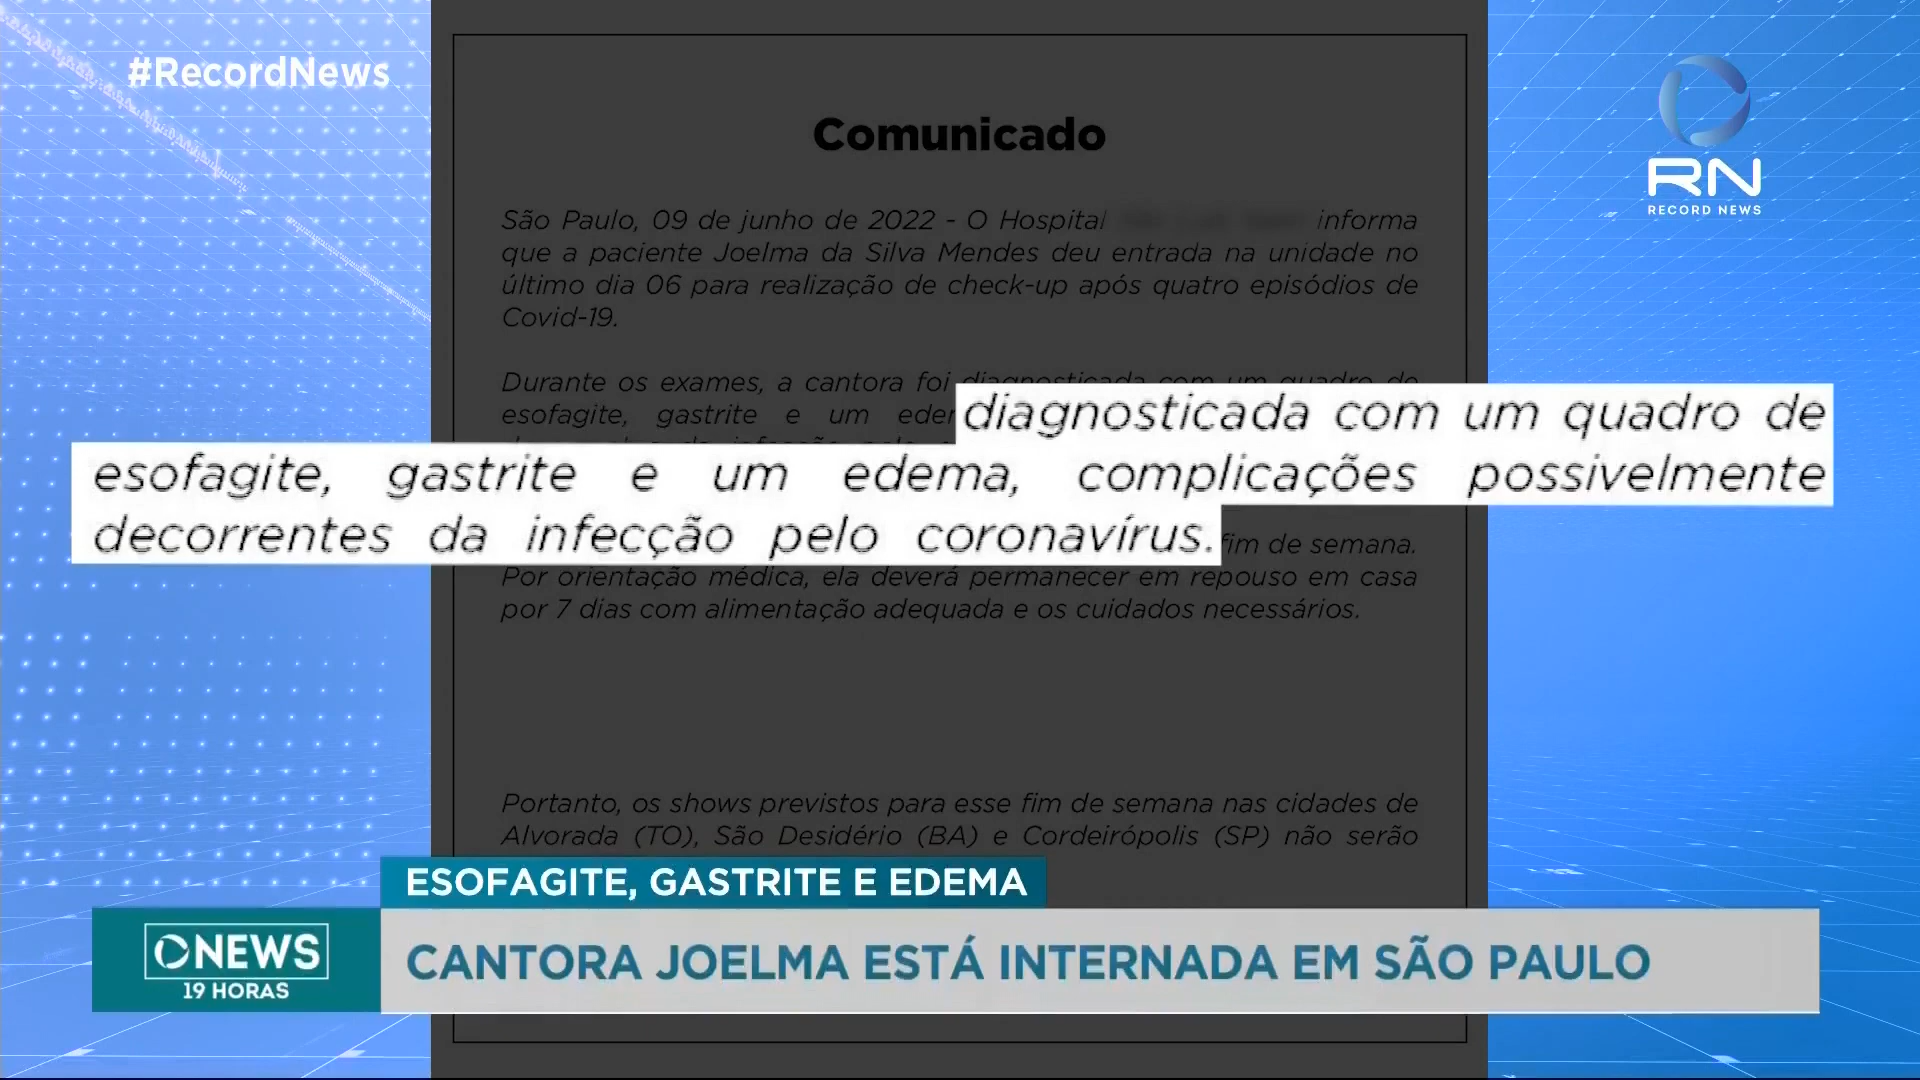 #RecordNews
RN
RECORD NEWS
Comunicado
São Paulo, 09 de junho de 2022 - O Hospital informa
que a paciente Joelma da Silva Mendes deu entrada na unidade no
último dia 06 para realização de check-up após quatro episódios de
Covid-19.
Durante os exames, a cantora foi diagnosticada com um quadro de
esofagite, gastrite e um edem
diagnosticada com um quadro de
esofagite, gastrite e um edema, complicações possivelmente
decorrentes da infecção pelo coronavírus.
fim de semana.
Por orientação médica, ela deverá permanecer em repouso em casa
por 7 dias com alimentação adequada e os cuidados necessários.
Portanto, os shows previstos para esse fim de semana nas cidades de
Alvorada (TO), São Desidério (BA) e Cordeirópolis (SP) não serão
ESOFAGITE, GASTRITE E EDEMA
NEWS
19 HORAS
CANTORA JOELMA ESTÁ INTERNADA EM SÃO PAULO